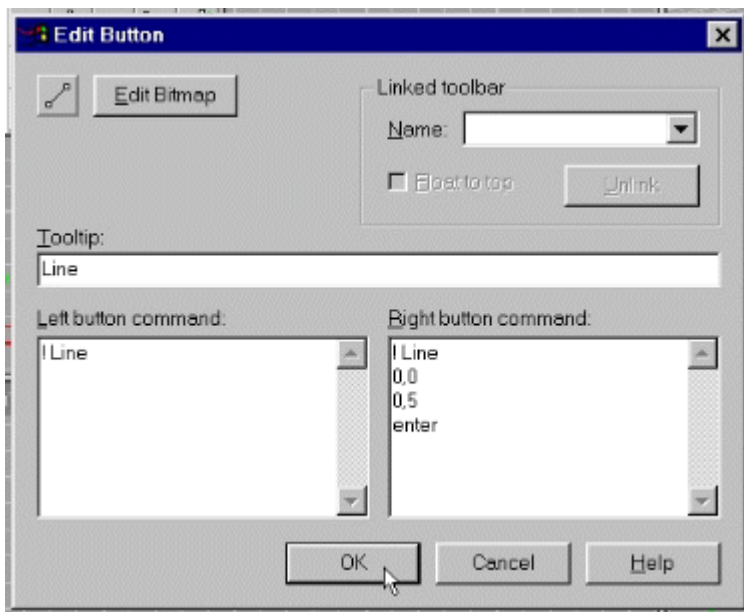 Edit Button
Edit Bitmap
Linked toolbar
Name:
Float to top
Unlink
Tooltip:
Line
Left button command:
Right button command:
! Line
! Line
0,0
0,5
enter
OK
Cancel
Help